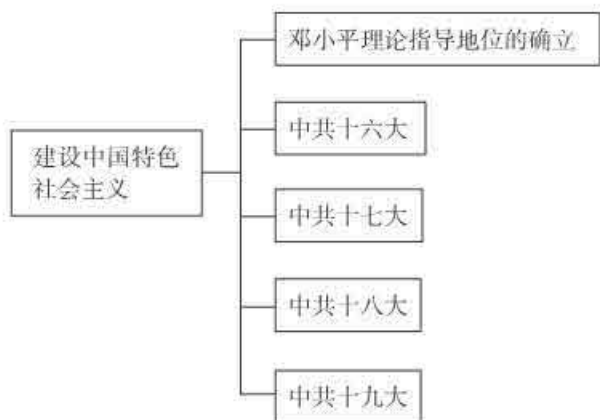 邓小平理论指导地位的确立
中共十六大
建设中国特色
社会主义
中共十七大
中共十八大
中共十九大